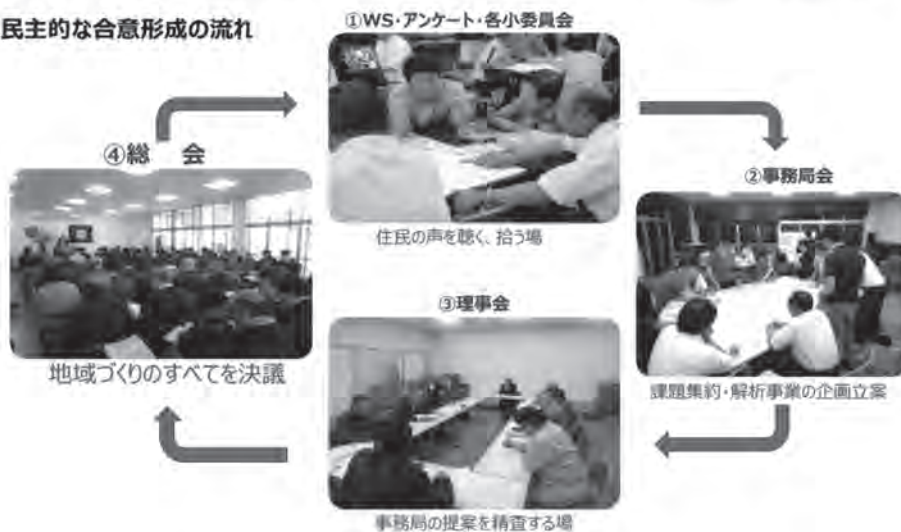 民主的な合意形成の流れ
①WS・アンケート・各小委員会
住民の声を聴く、拾う場
②事務局会
課題集約・解析事業の企画立案
③理事会
事務局の提案を精査する場
④総　会
地域づくりのすべてを決議